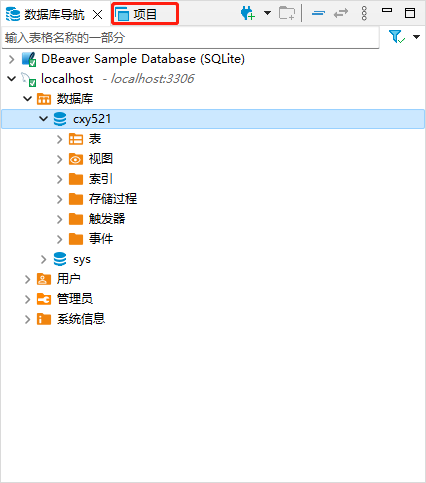 数据库导航 项目
输入表格名称的一部分
DBeaver Sample Database (SQLite)
localhost - localhost:3306
数据库
cxy521
表
视图
索引
存储过程
触发器
事件
sys
用户
管理员
系统信息